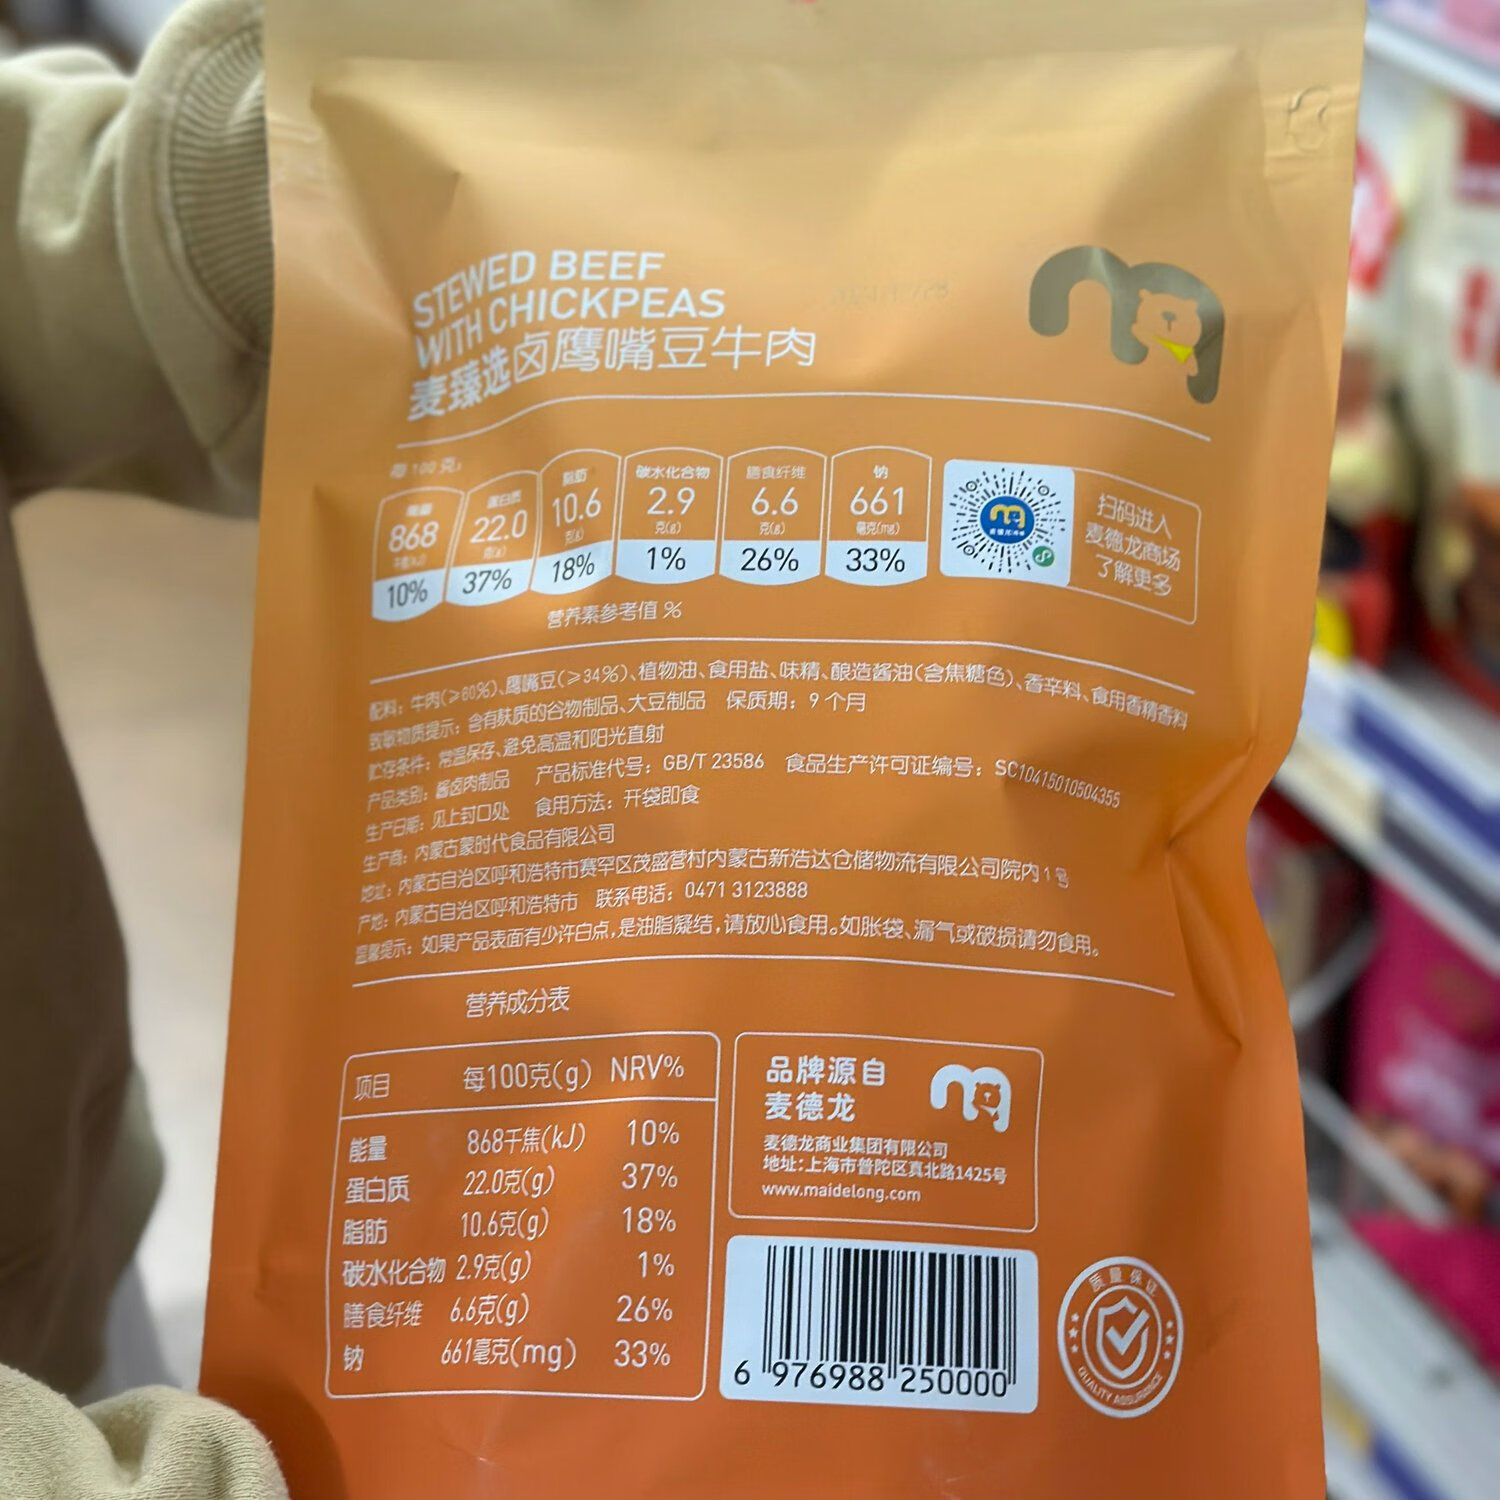 STEWED BEEF
WITH CHICKPEAS
麦臻选卤鹰嘴豆牛肉
每 100 克:
能量 蛋白质 脂肪 碳水化合物 膳食纤维 钠
868 22.0 10.6 2.9 6.6 661
千焦(kJ) 克(g) 克(g) 克(g) 克(g) 毫克(mg)
10% 37% 18% 1% 26% 33%
营养素参考值 %
麦德龙商场
扫码进入
麦德龙商场
了解更多
配料：牛肉(≥60%)、鹰嘴豆(≥34%)、植物油、食用盐、味精、酿造酱油(含焦糖色)、香辛料、食用香精香料
致敏物质提示：含有麸质的谷物制品、大豆制品 保质期：9 个月
贮存条件：常温保存、避免高温和阳光直射
产品类别：酱卤肉制品 产品标准代号：GB/T 23586 食品生产许可证编号：SC10415010504355
生产日期：见上封口处 食用方法：开袋即食
生产商：内蒙古蒙时代食品有限公司
地址：内蒙古自治区呼和浩特市赛罕区茂盛营村内蒙古新浩达仓储物流有限公司院内 1 号
产地：内蒙古自治区呼和浩特市 联系电话：0471 3123888
温馨提示：如果产品表面有少许白点，是油脂凝结，请放心食用。如胀袋、漏气或破损请勿食用。
营养成分表
项目 每100克(g) NRV%
能量 868千焦(kJ) 10%
蛋白质 22.0克(g) 37%
脂肪 10.6克(g) 18%
碳水化合物 2.9克(g) 1%
膳食纤维 6.6克(g) 26%
钠 661毫克(mg) 33%
品牌源自
麦德龙
麦德龙商业集团有限公司
地址：上海市普陀区真北路1425号
www.maidelong.com
6 976988 250000
质量保证
QUALITY ASSURANCE